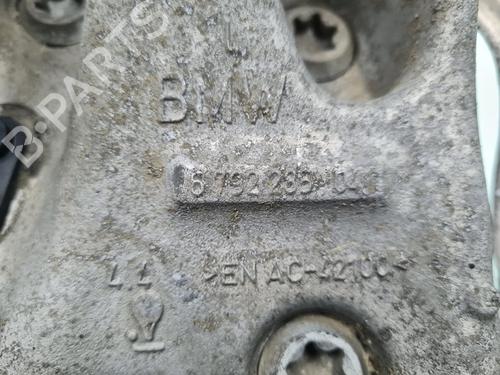 L
BMW
6 792 285-04
>EN AC-42100<
B-PARTS